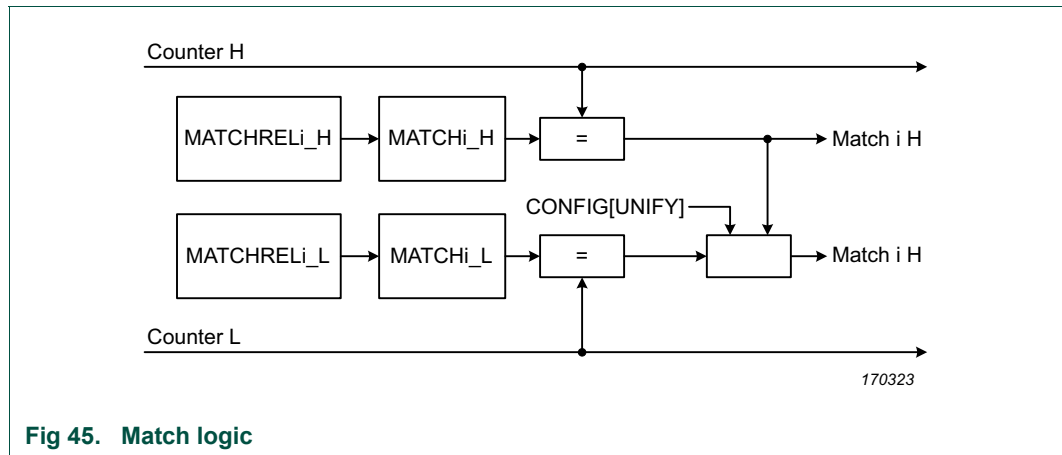 Counter H
MATCHRELi_H
MATCHi_H
=
Match i H
CONFIG[UNIFY]
MATCHRELi_L
MATCHi_L
=
Match i H
Counter L
170323
Fig 45. Match logic